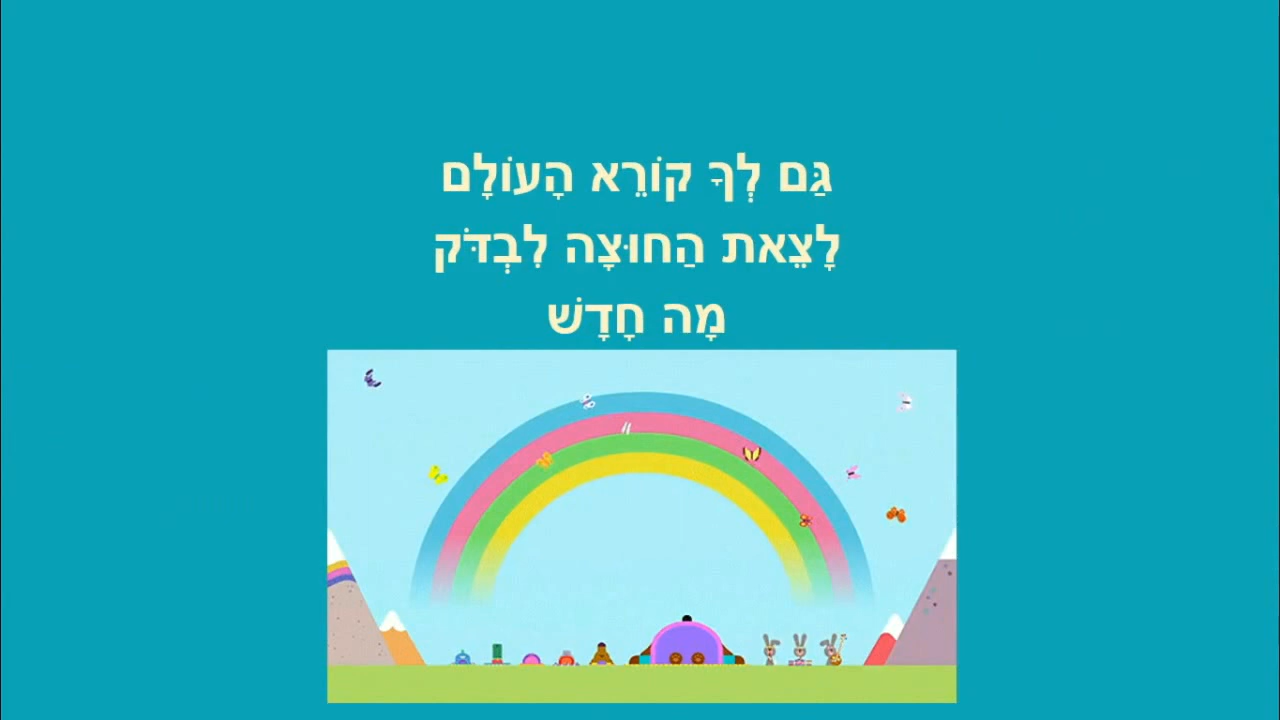 גַּם לְךָ קוֹרֵא הָעוֹלָם
לָצֵאת הַחוּצָה לִבְדֹּק
מָה חָדָשׁ